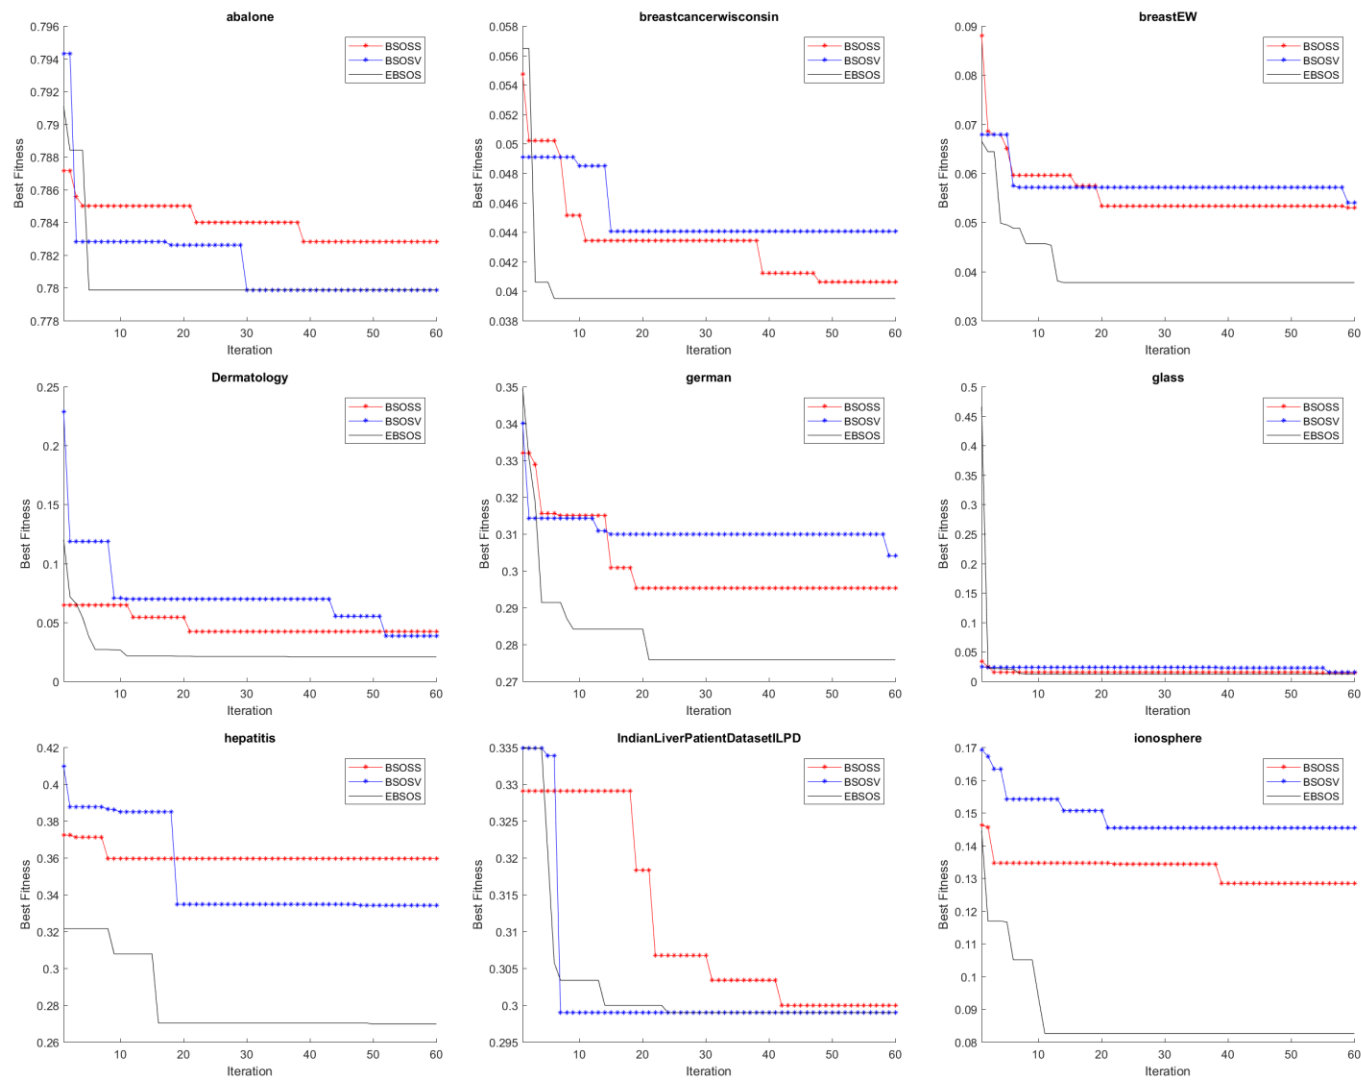 abalone
0.796
0.794
0.792
0.79
0.788
0.786
0.784
0.782
0.78
0.778
Best Fitness
10 20 30 40 50 60
Iteration
BSOSS
BSOSV
EBSOS
breastcancerwisconsin
0.058
0.056
0.054
0.052
0.05
0.048
0.046
0.044
0.042
0.04
0.038
Best Fitness
10 20 30 40 50 60
Iteration
BSOSS
BSOSV
EBSOS
breastEW
0.09
0.08
0.07
0.06
0.05
0.04
0.03
Best Fitness
10 20 30 40 50 60
Iteration
BSOSS
BSOSV
EBSOS
Dermatology
0.25
0.2
0.15
0.1
0.05
0
Best Fitness
10 20 30 40 50 60
Iteration
BSOSS
BSOSV
EBSOS
german
0.35
0.34
0.33
0.32
0.31
0.3
0.29
0.28
0.27
Best Fitness
10 20 30 40 50 60
Iteration
BSOSS
BSOSV
EBSOS
glass
0.5
0.45
0.4
0.35
0.3
0.25
0.2
0.15
0.1
0.05
0
Best Fitness
10 20 30 40 50 60
Iteration
BSOSS
BSOSV
EBSOS
hepatitis
0.42
0.4
0.38
0.36
0.34
0.32
0.3
0.28
0.26
Best Fitness
10 20 30 40 50 60
Iteration
BSOSS
BSOSV
EBSOS
IndianLiverPatientDatasetILPD
0.335
0.33
0.325
0.32
0.315
0.31
0.305
0.3
0.295
Best Fitness
10 20 30 40 50 60
Iteration
BSOSS
BSOSV
EBSOS
ionosphere
0.17
0.16
0.15
0.14
0.13
0.12
0.11
0.1
0.09
0.08
Best Fitness
10 20 30 40 50 60
Iteration
BSOSS
BSOSV
EBSOS